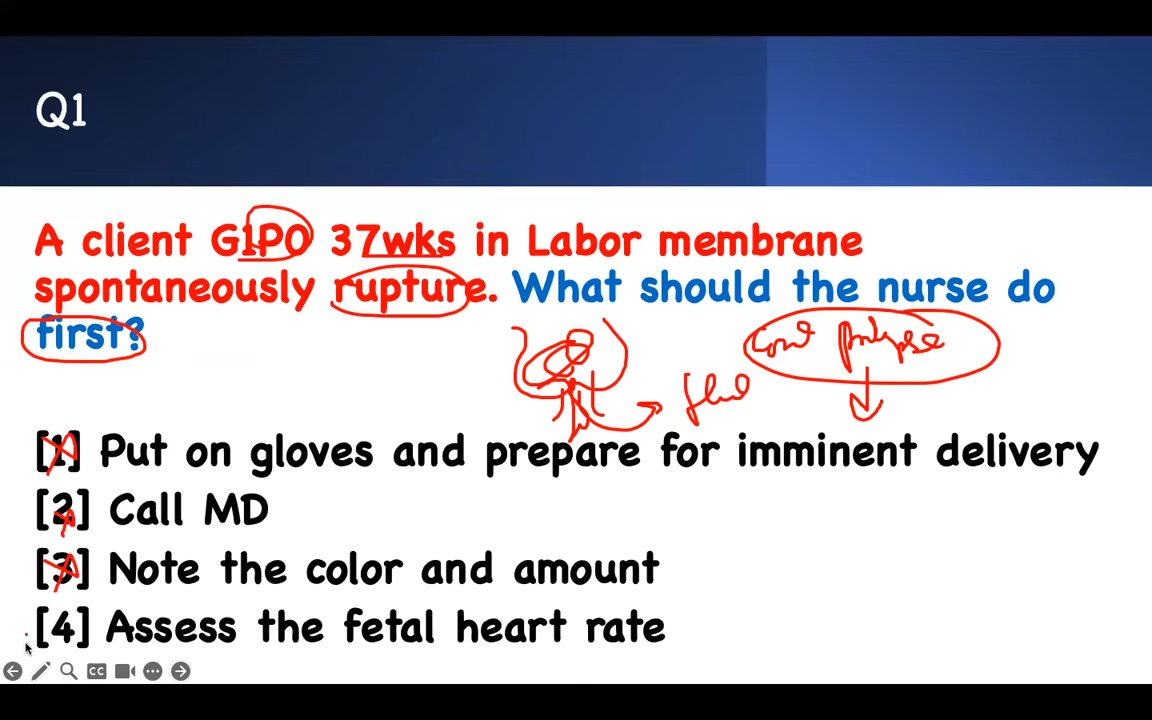 Q1
A client G1P0 37wks in Labor membrane
spontaneously rupture. What should the nurse do
first?
[1] Put on gloves and prepare for imminent delivery
[2] Call MD
[3] Note the color and amount
[4] Assess the fetal heart rate
CC